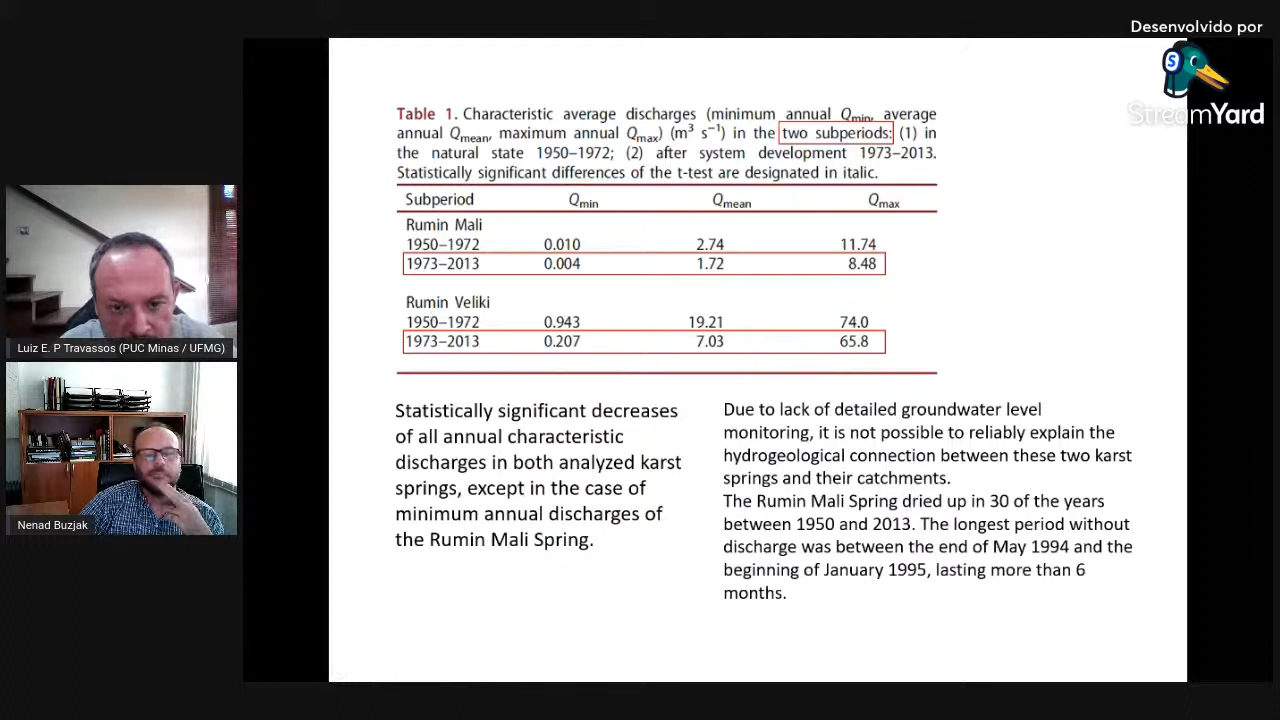 Desenvolvido por
StreamYard
Table 1. Characteristic average discharges (minimum annual Qmin, average
annual Qmean, maximum annual Qmax) (m³ s⁻¹) in the two subperiods: (1) in
the natural state 1950–1972; (2) after system development 1973–2013.
Statistically significant differences of the t-test are designated in italic.
Subperiod Qmin Qmean Qmax
Rumin Mali
1950–1972 0.010 2.74 11.74
1973–2013 0.004 1.72 8.48
Rumin Veliki
1950–1972 0.943 19.21 74.0
1973–2013 0.207 7.03 65.8
Statistically significant decreases
of all annual characteristic
discharges in both analyzed karst
springs, except in the case of
minimum annual discharges of
the Rumin Mali Spring.
Due to lack of detailed groundwater level
monitoring, it is not possible to reliably explain the
hydrogeological connection between these two karst
springs and their catchments.
The Rumin Mali Spring dried up in 30 of the years
between 1950 and 2013. The longest period without
discharge was between the end of May 1994 and the
beginning of January 1995, lasting more than 6
months.
Luiz E. P Travassos (PUC Minas / UFMG)
Nenad Buzjak